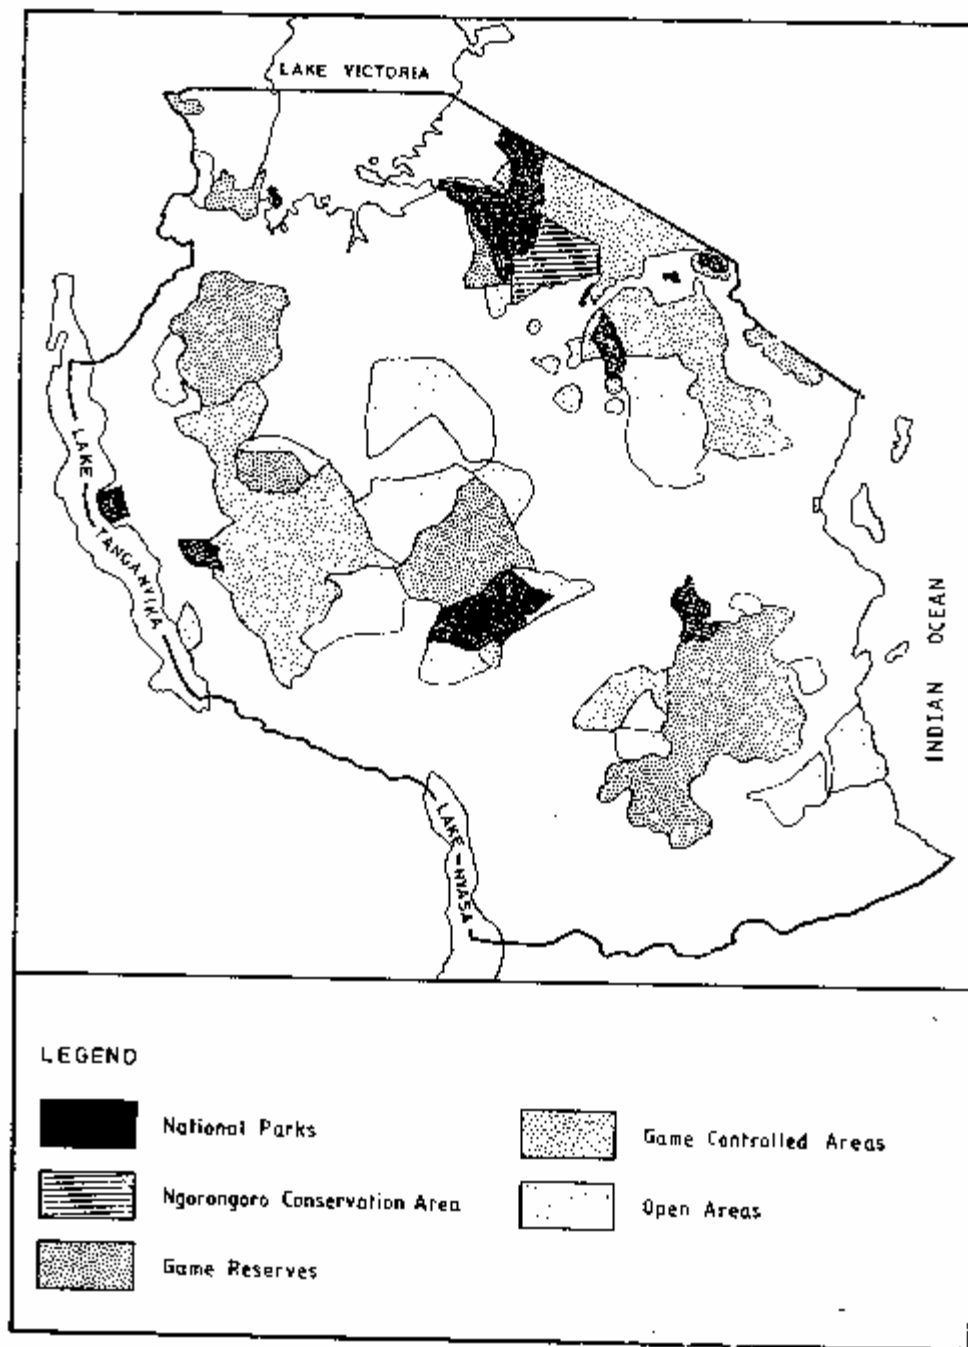 LAKE VICTORIA
LAKE TANGANYIKA
INDIAN OCEAN
LAKE NYASA
LEGEND
National Parks
Ngorongoro Conservation Area
Game Reserves
Game Controlled Areas
Open Areas